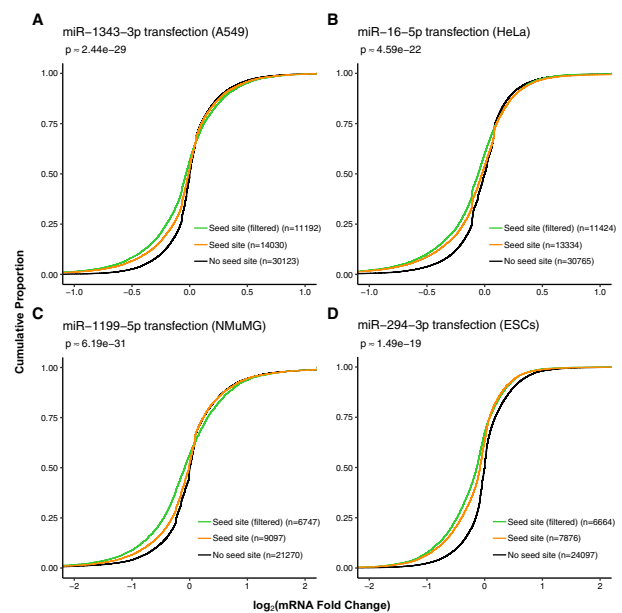 A
miR−1343−3p transfection (A549)
p ≈ 2.44e−29
1.00
0.75
0.50
0.25
0.00
Seed site (filtered) (n=11192)
Seed site (n=14030)
No seed site (n=30123)
−1.0
−0.5
0.0
0.5
1.0
B
miR−16−5p transfection (HeLa)
p ≈ 4.59e−22
1.00
0.75
0.50
0.25
0.00
Seed site (filtered) (n=11424)
Seed site (n=13334)
No seed site (n=30765)
−1.0
−0.5
0.0
0.5
1.0
Cumulative Proportion
C
miR−1199−5p transfection (NMuMG)
p ≈ 6.19e−31
1.00
0.75
0.50
0.25
0.00
Seed site (filtered) (n=6747)
Seed site (n=9097)
No seed site (n=21270)
−2
−1
0
1
2
D
miR−294−3p transfection (ESCs)
p ≈ 1.49e−19
1.00
0.75
0.50
0.25
0.00
Seed site (filtered) (n=6664)
Seed site (n=7876)
No seed site (n=24097)
−2
−1
0
1
2
log₂(mRNA Fold Change)